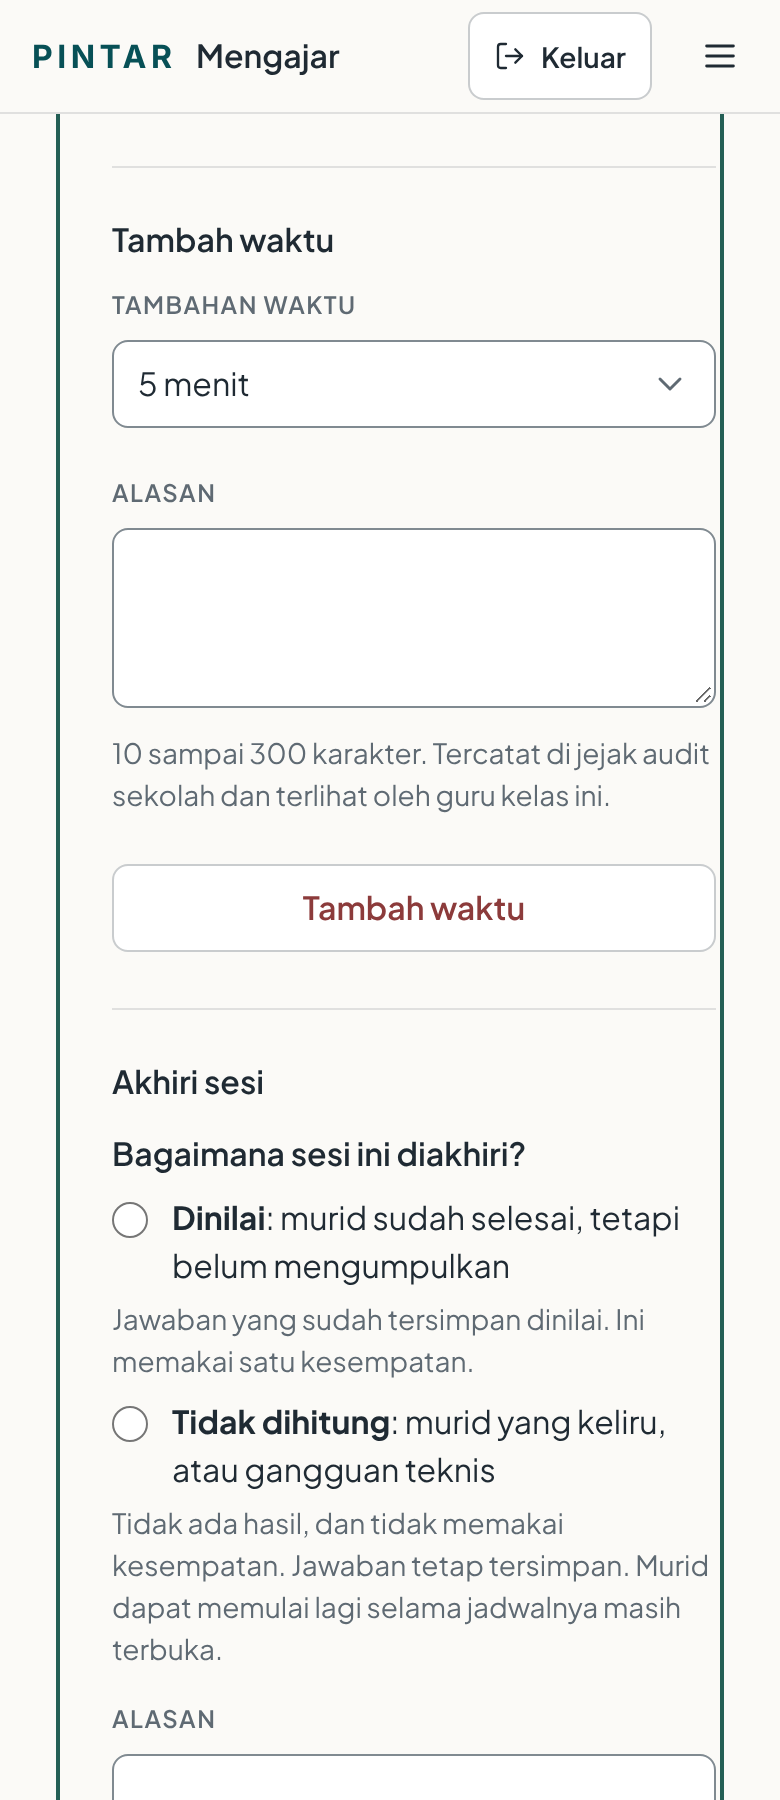 PINTAR Mengajar
Keluar
Tambah waktu
TAMBAHAN WAKTU
5 menit
ALASAN
10 sampai 300 karakter. Tercatat di jejak audit
sekolah dan terlihat oleh guru kelas ini.
Tambah waktu
Akhiri sesi
Bagaimana sesi ini diakhiri?
Dinilai: murid sudah selesai, tetapi
belum mengumpulkan
Jawaban yang sudah tersimpan dinilai. Ini
memakai satu kesempatan.
Tidak dihitung: murid yang keliru,
atau gangguan teknis
Tidak ada hasil, dan tidak memakai
kesempatan. Jawaban tetap tersimpan. Murid
dapat memulai lagi selama jadwalnya masih
terbuka.
ALASAN